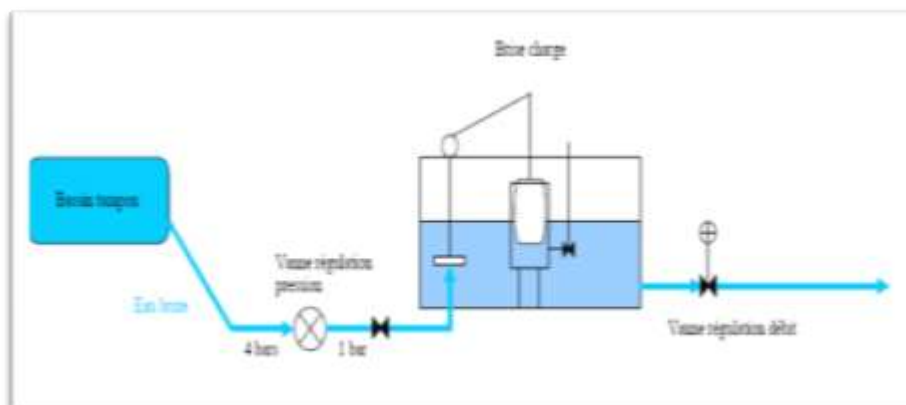 Brise charge
Bassin tampon
Vanne régulation
pression
Eau brute
4 bars
1 bar
Vanne régulation débit